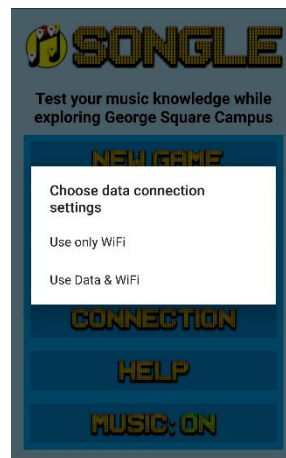 SONGLE
Test your music knowledge while
exploring George Square Campus
NEW GAME
Choose data connection
settings
Use only WiFi
Use Data & WiFi
CONNECTION
HELP
MUSIC: ON